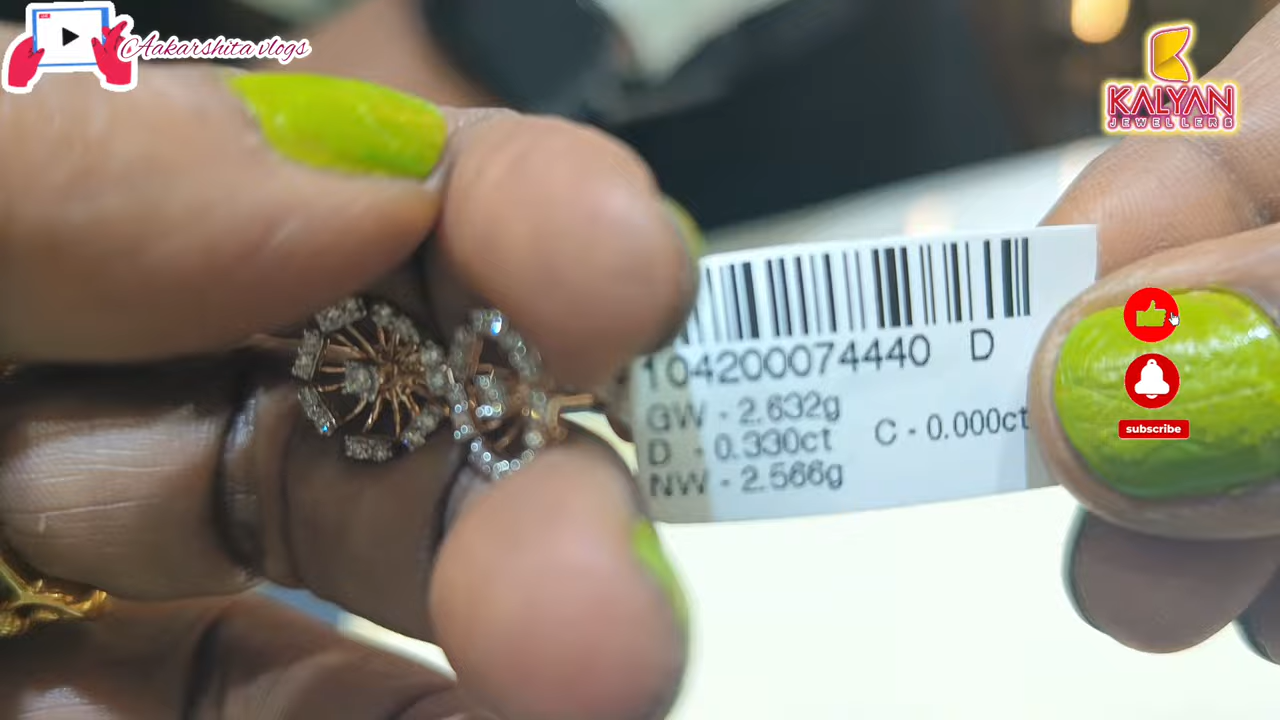 Aakarshita vlogs
KALYAN
JEWELLERS
104200074440 D
GW - 2.632g
D - 0.330ct C - 0.000ct
NW - 2.566g
subscribe